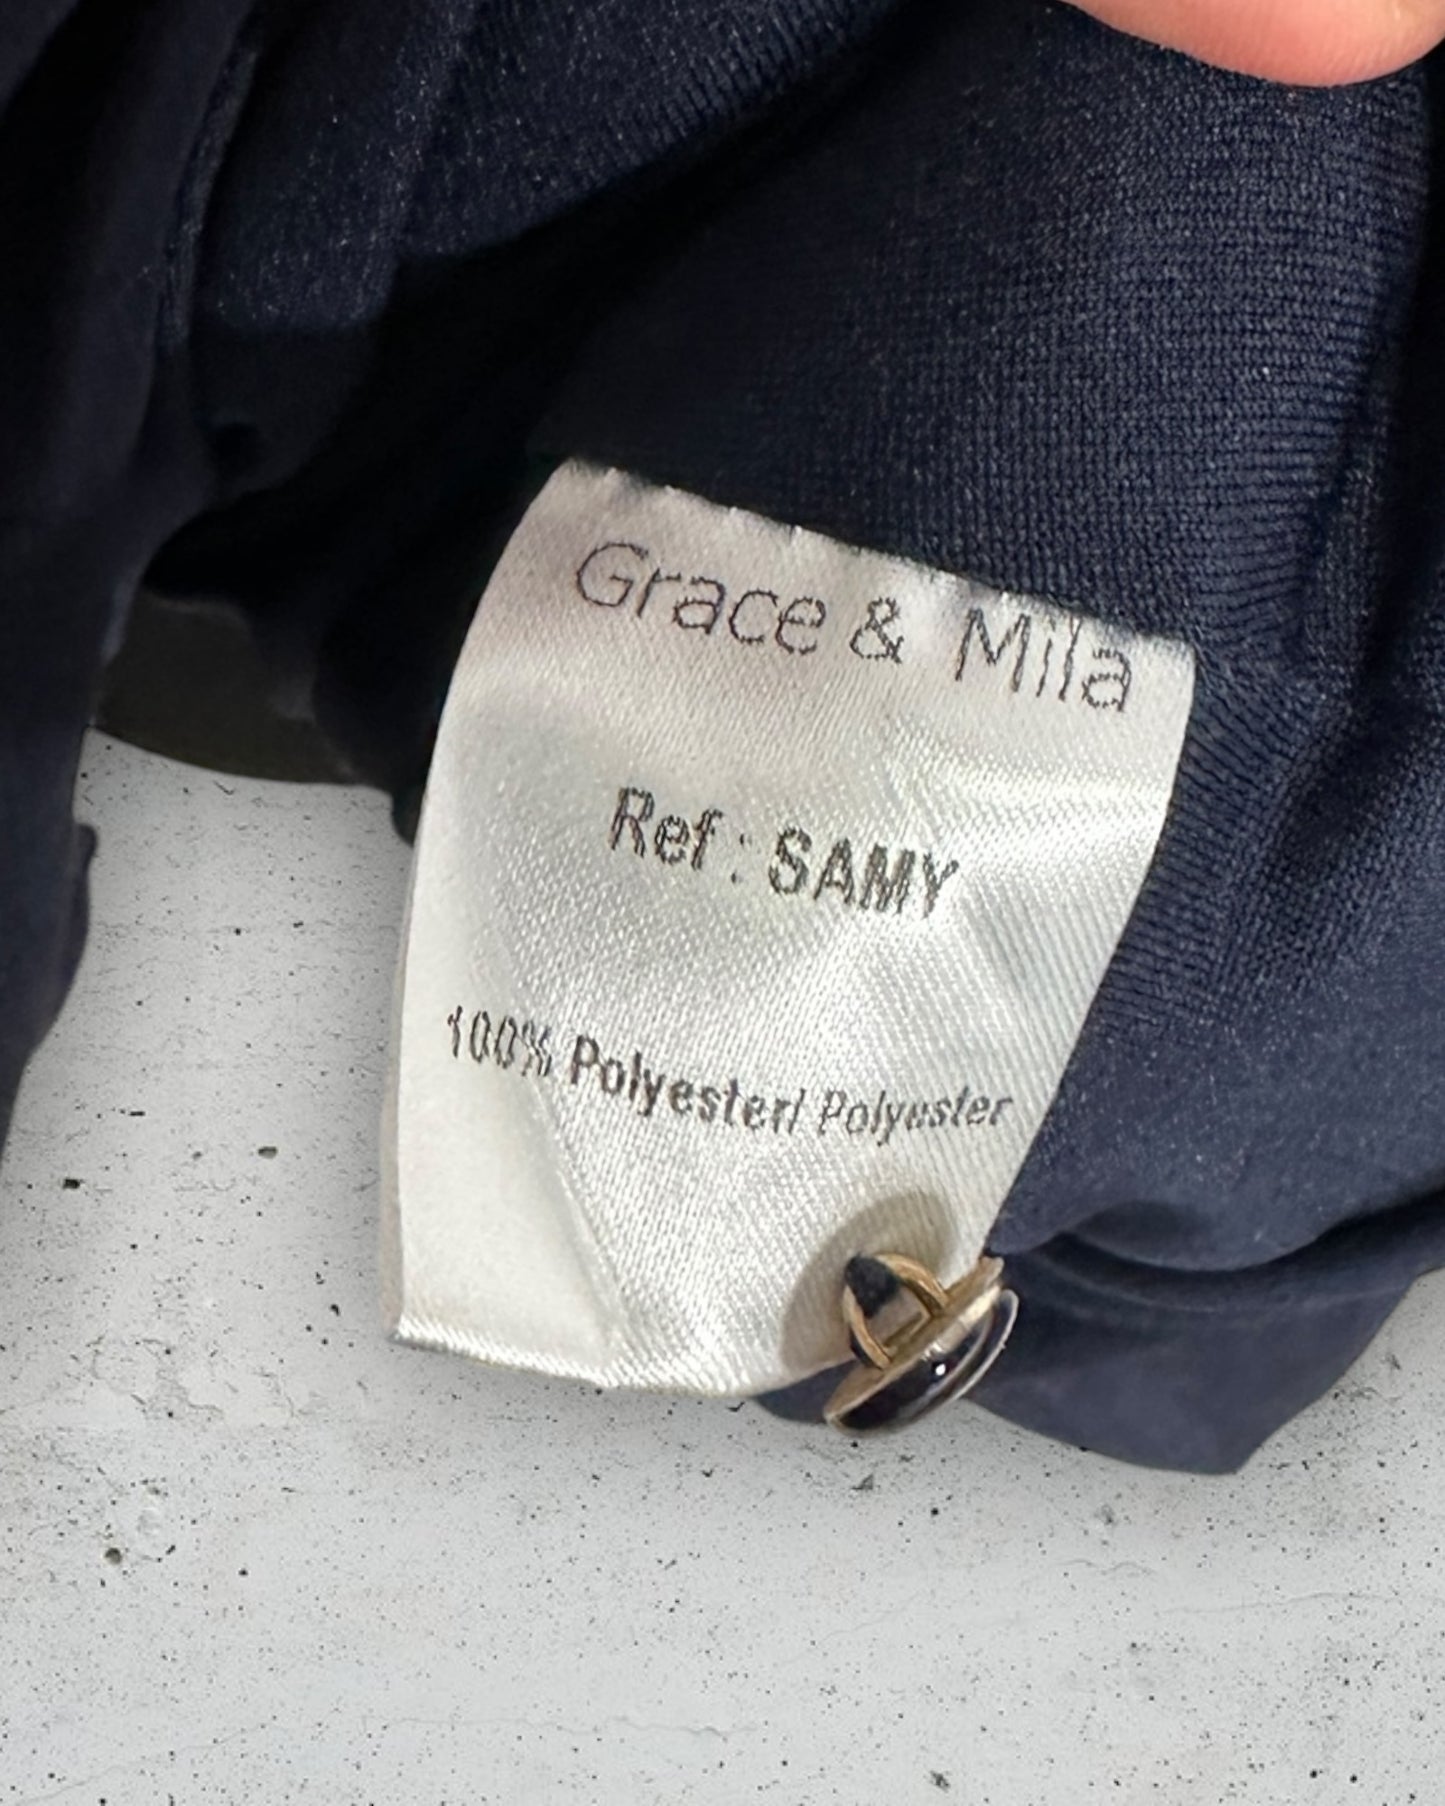 Grace & Mila
Ref : SAMY
100% Polyester/ Polyester